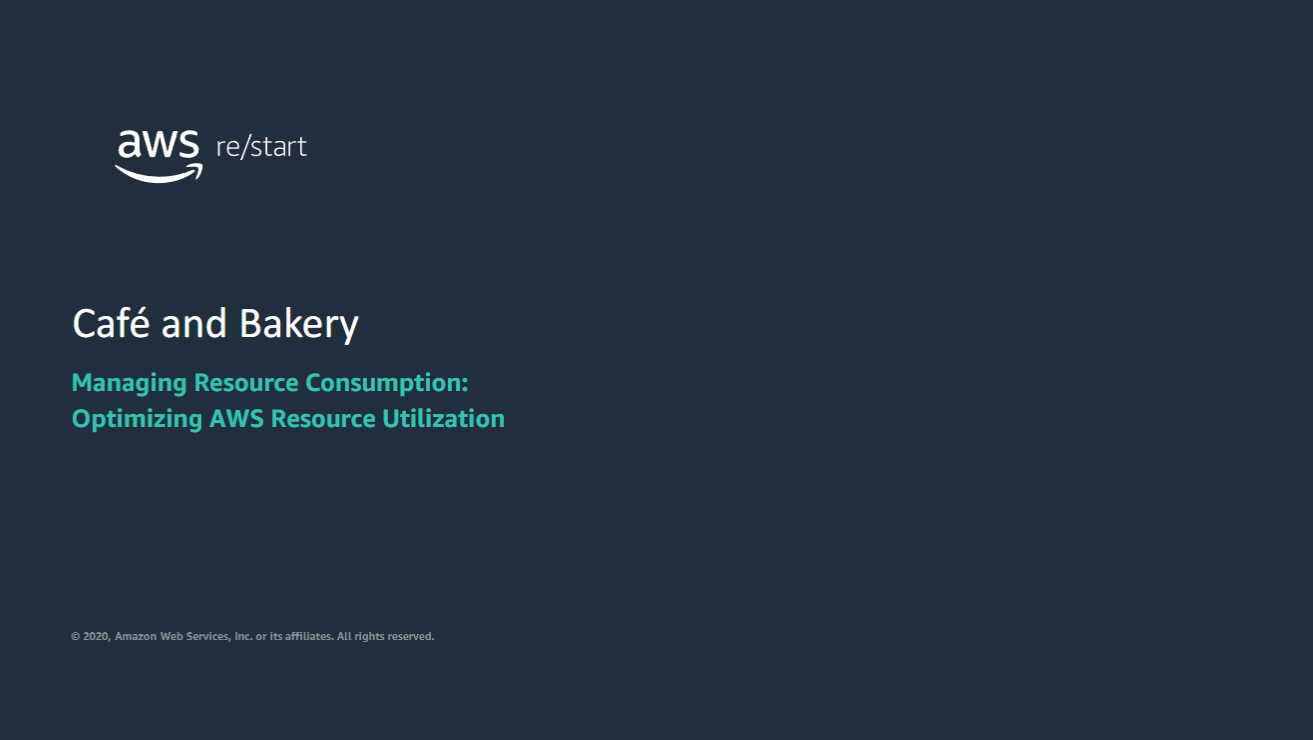 aws re/start
Café and Bakery
Managing Resource Consumption:
Optimizing AWS Resource Utilization
© 2020, Amazon Web Services, Inc. or its affiliates. All rights reserved.